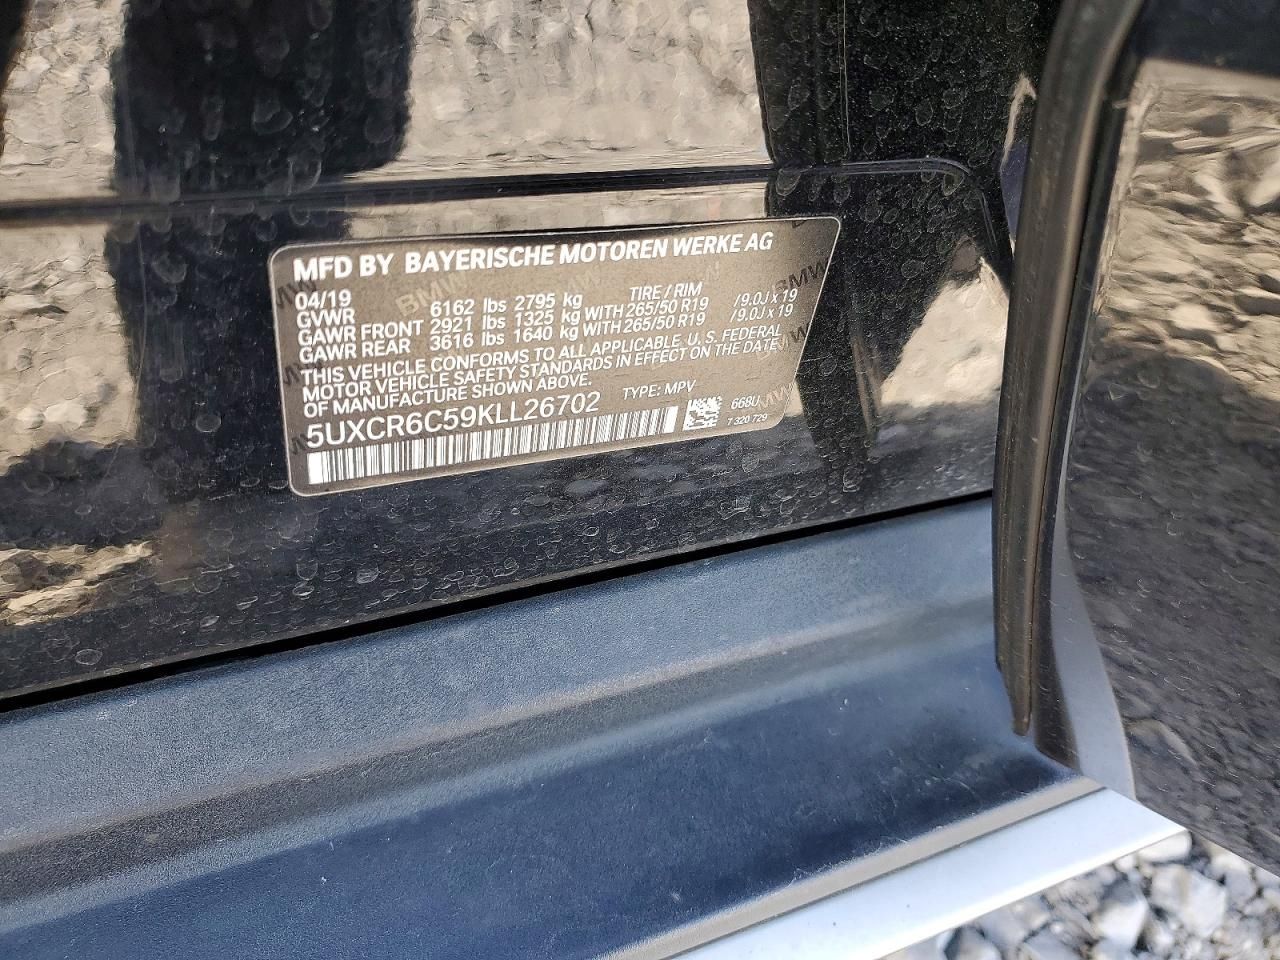 MFD BY BAYERISCHE MOTOREN WERKE AG
04/19 TIRE / RIM
GVWR 6162 lbs 2795 kg
GAWR FRONT 2921 lbs 1325 kg WITH 265/50 R19 /9.0J x 19
GAWR REAR 3616 lbs 1640 kg WITH 265/50 R19 /9.0J x 19
THIS VEHICLE CONFORMS TO ALL APPLICABLE U. S. FEDERAL
MOTOR VEHICLE SAFETY STANDARDS IN EFFECT ON THE DATE
OF MANUFACTURE SHOWN ABOVE. TYPE: MPV
5UXCR6C59KLL26702
668U
7 320 729